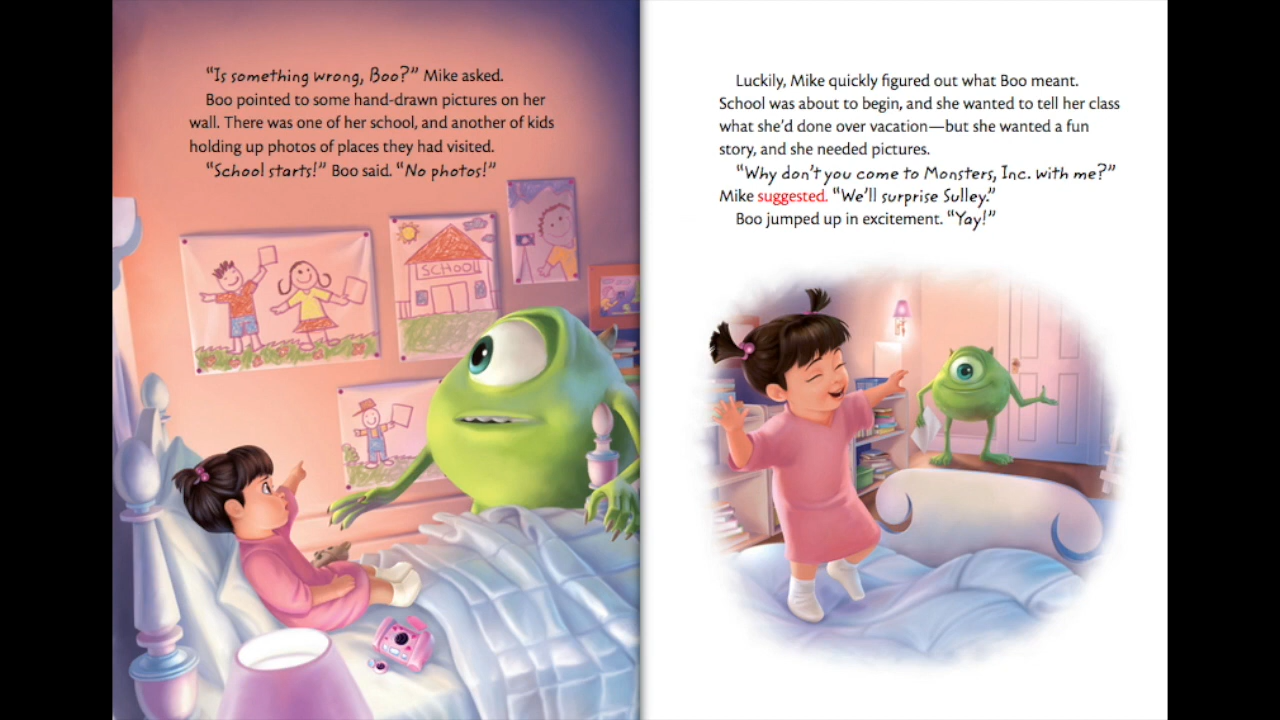 “Is something wrong, Boo?” Mike asked.
Boo pointed to some hand-drawn pictures on her
wall. There was one of her school, and another of kids
holding up photos of places they had visited.
“School starts!” Boo said. “No photos!”
SCHOOL
Luckily, Mike quickly figured out what Boo meant.
School was about to begin, and she wanted to tell her class
what she’d done over vacation—but she wanted a fun
story, and she needed pictures.
“Why don’t you come to Monsters, Inc. with me?”
Mike suggested. “We’ll surprise Sulley.”
Boo jumped up in excitement. “Yay!”